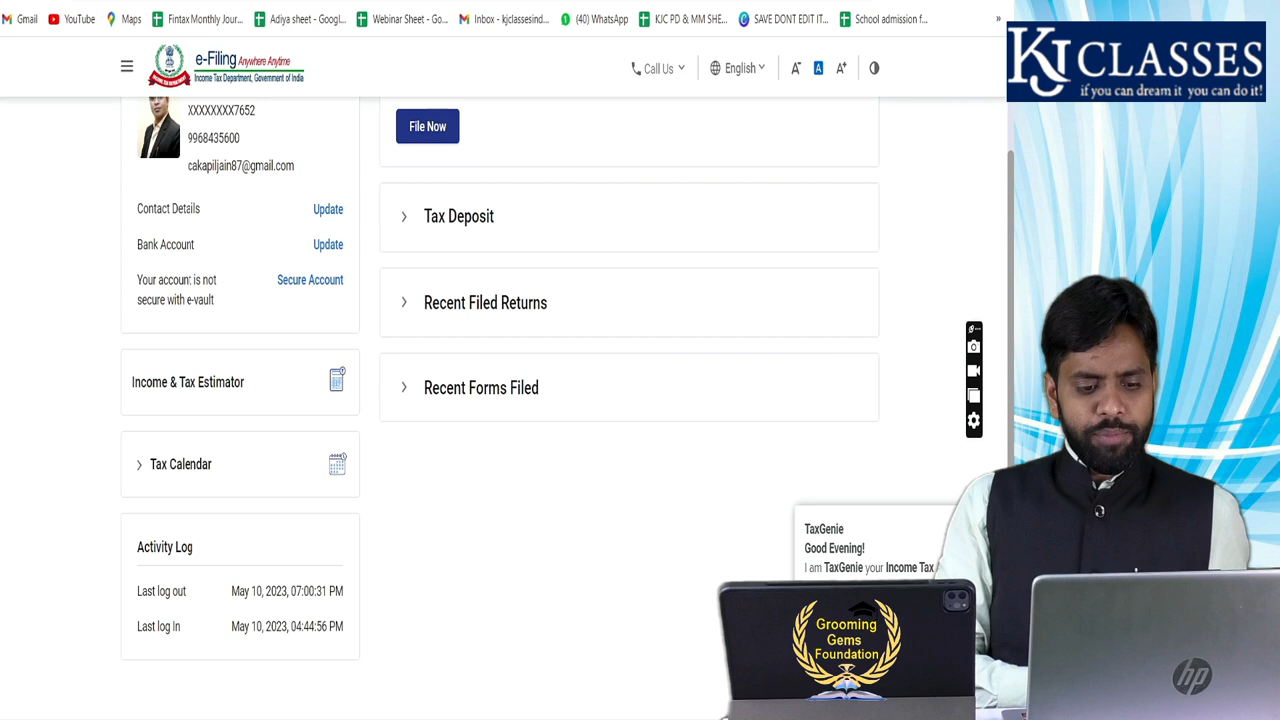 Gmail YouTube Maps Fintax Monthly Jour... Adiya sheet - Googl... Webinar Sheet - Go... Inbox - kjclassesind... (40) WhatsApp KJC PD & MM SHE... SAVE DONT EDIT IT... School admission f... »
KJ CLASSES
if you can dream it you can do it!
e-Filing Anywhere Anytime
Income Tax Department, Government of India
Call Us English A A A
XXXXXXXX7652
9968435600
cakapiljain87@gmail.com
Contact Details Update
Bank Account Update
Your account is not
secure with e-vault
Secure Account
Income & Tax Estimator
Tax Calendar
Activity Log
Last log out May 10, 2023, 07:00:31 PM
Last log In May 10, 2023, 04:44:56 PM
File Now
Tax Deposit
Recent Filed Returns
Recent Forms Filed
TaxGenie
Good Evening!
I am TaxGenie your Income Tax
Grooming
Gems
Foundation
hp